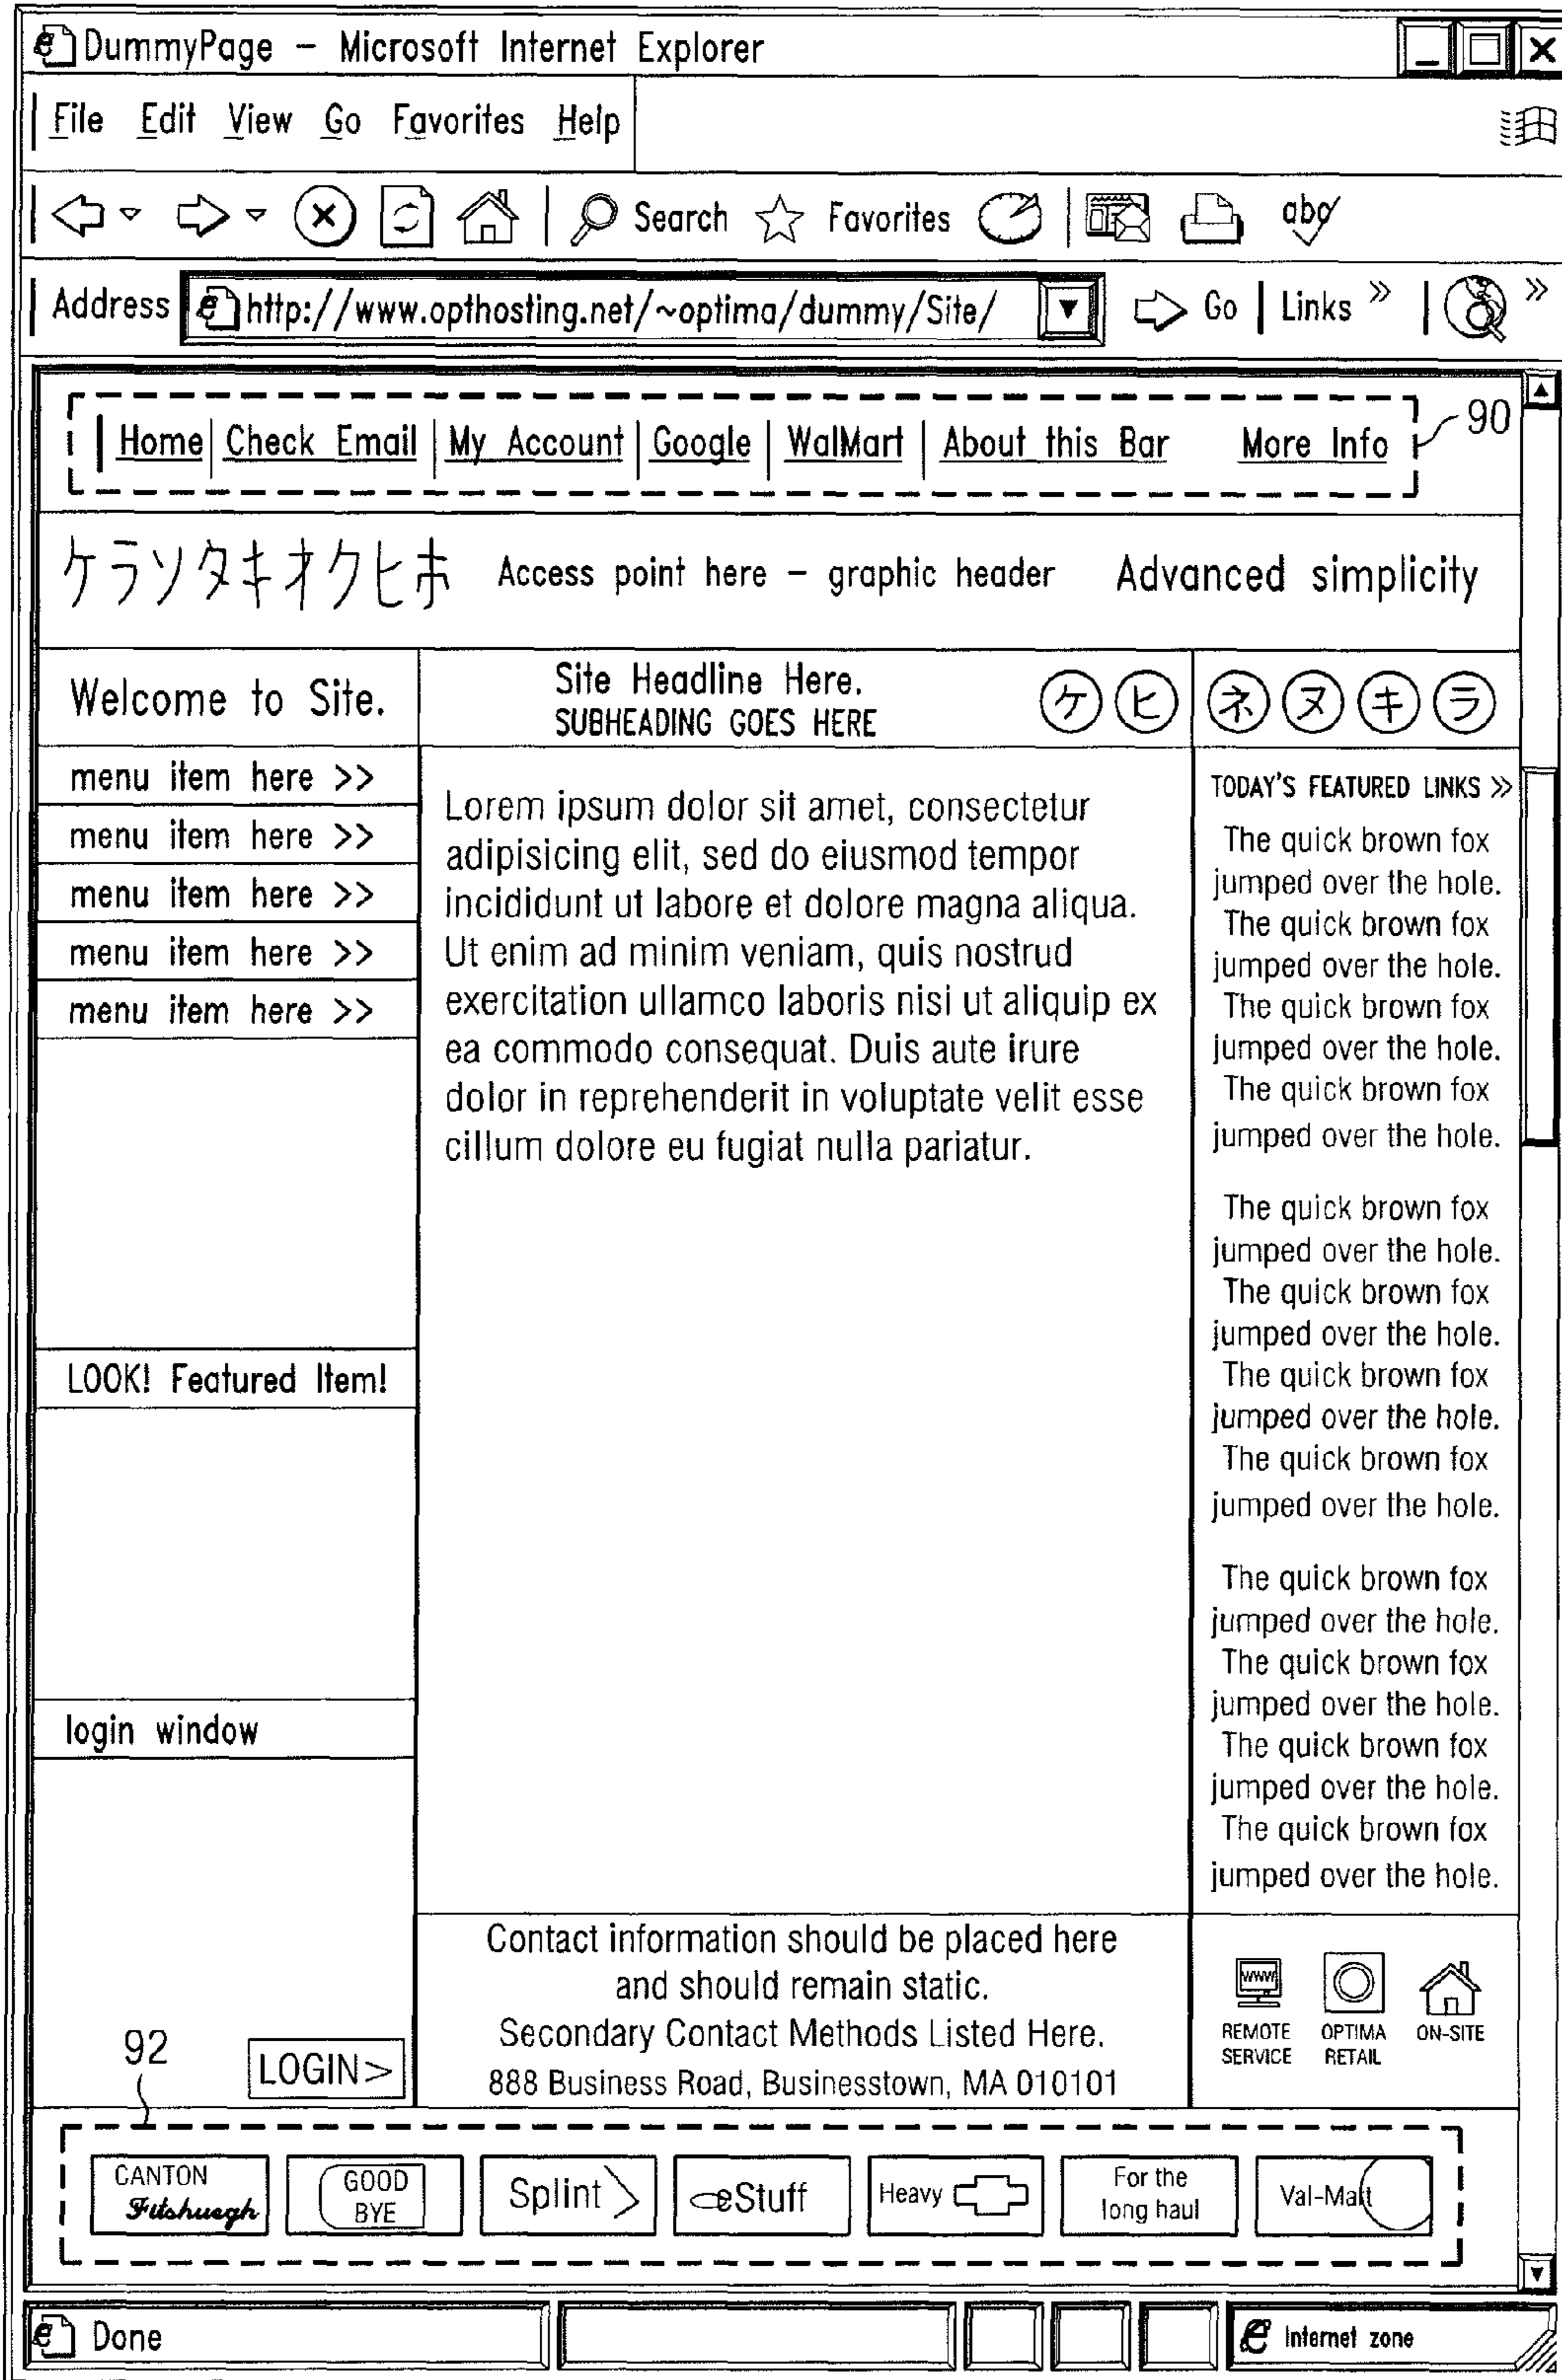 DummyPage – Microsoft Internet Explorer
File Edit View Go Favorites Help
Search Favorites abc
Address http://www.opthosting.net/~optima/dummy/Site/ Go Links »  »
Home Check Email My Account Google WalMart About this Bar More Info 90
ケラソタキオクヒホ Access point here – graphic header Advanced simplicity
Welcome to Site.
menu item here >>
menu item here >>
menu item here >>
menu item here >>
menu item here >>
LOOK! Featured Item!
login window
LOGIN>
Site Headline Here.
SUBHEADING GOES HERE
ケ ヒ ネ ヌ キ ラ
Lorem ipsum dolor sit amet, consectetur
adipisicing elit, sed do eiusmod tempor
incididunt ut labore et dolore magna aliqua.
Ut enim ad minim veniam, quis nostrud
exercitation ullamco laboris nisi ut aliquip ex
ea commodo consequat. Duis aute irure
dolor in reprehenderit in voluptate velit esse
cillum dolore eu fugiat nulla pariatur.
Contact information should be placed here
and should remain static.
Secondary Contact Methods Listed Here.
888 Business Road, Businesstown, MA 010101
TODAY'S FEATURED LINKS »
The quick brown fox
jumped over the hole.
The quick brown fox
jumped over the hole.
The quick brown fox
jumped over the hole.
The quick brown fox
jumped over the hole.
The quick brown fox
jumped over the hole.
The quick brown fox
jumped over the hole.
The quick brown fox
jumped over the hole.
The quick brown fox
jumped over the hole.
The quick brown fox
jumped over the hole.
The quick brown fox
jumped over the hole.
The quick brown fox
jumped over the hole.
The quick brown fox
jumped over the hole.
www
REMOTE
SERVICE
OPTIMA
RETAIL
ON-SITE
92
CANTON
Fitshuegh
GOOD
BYE
Splint
eStuff
Heavy
For the
long haul
Val-Mart
Done
Internet zone